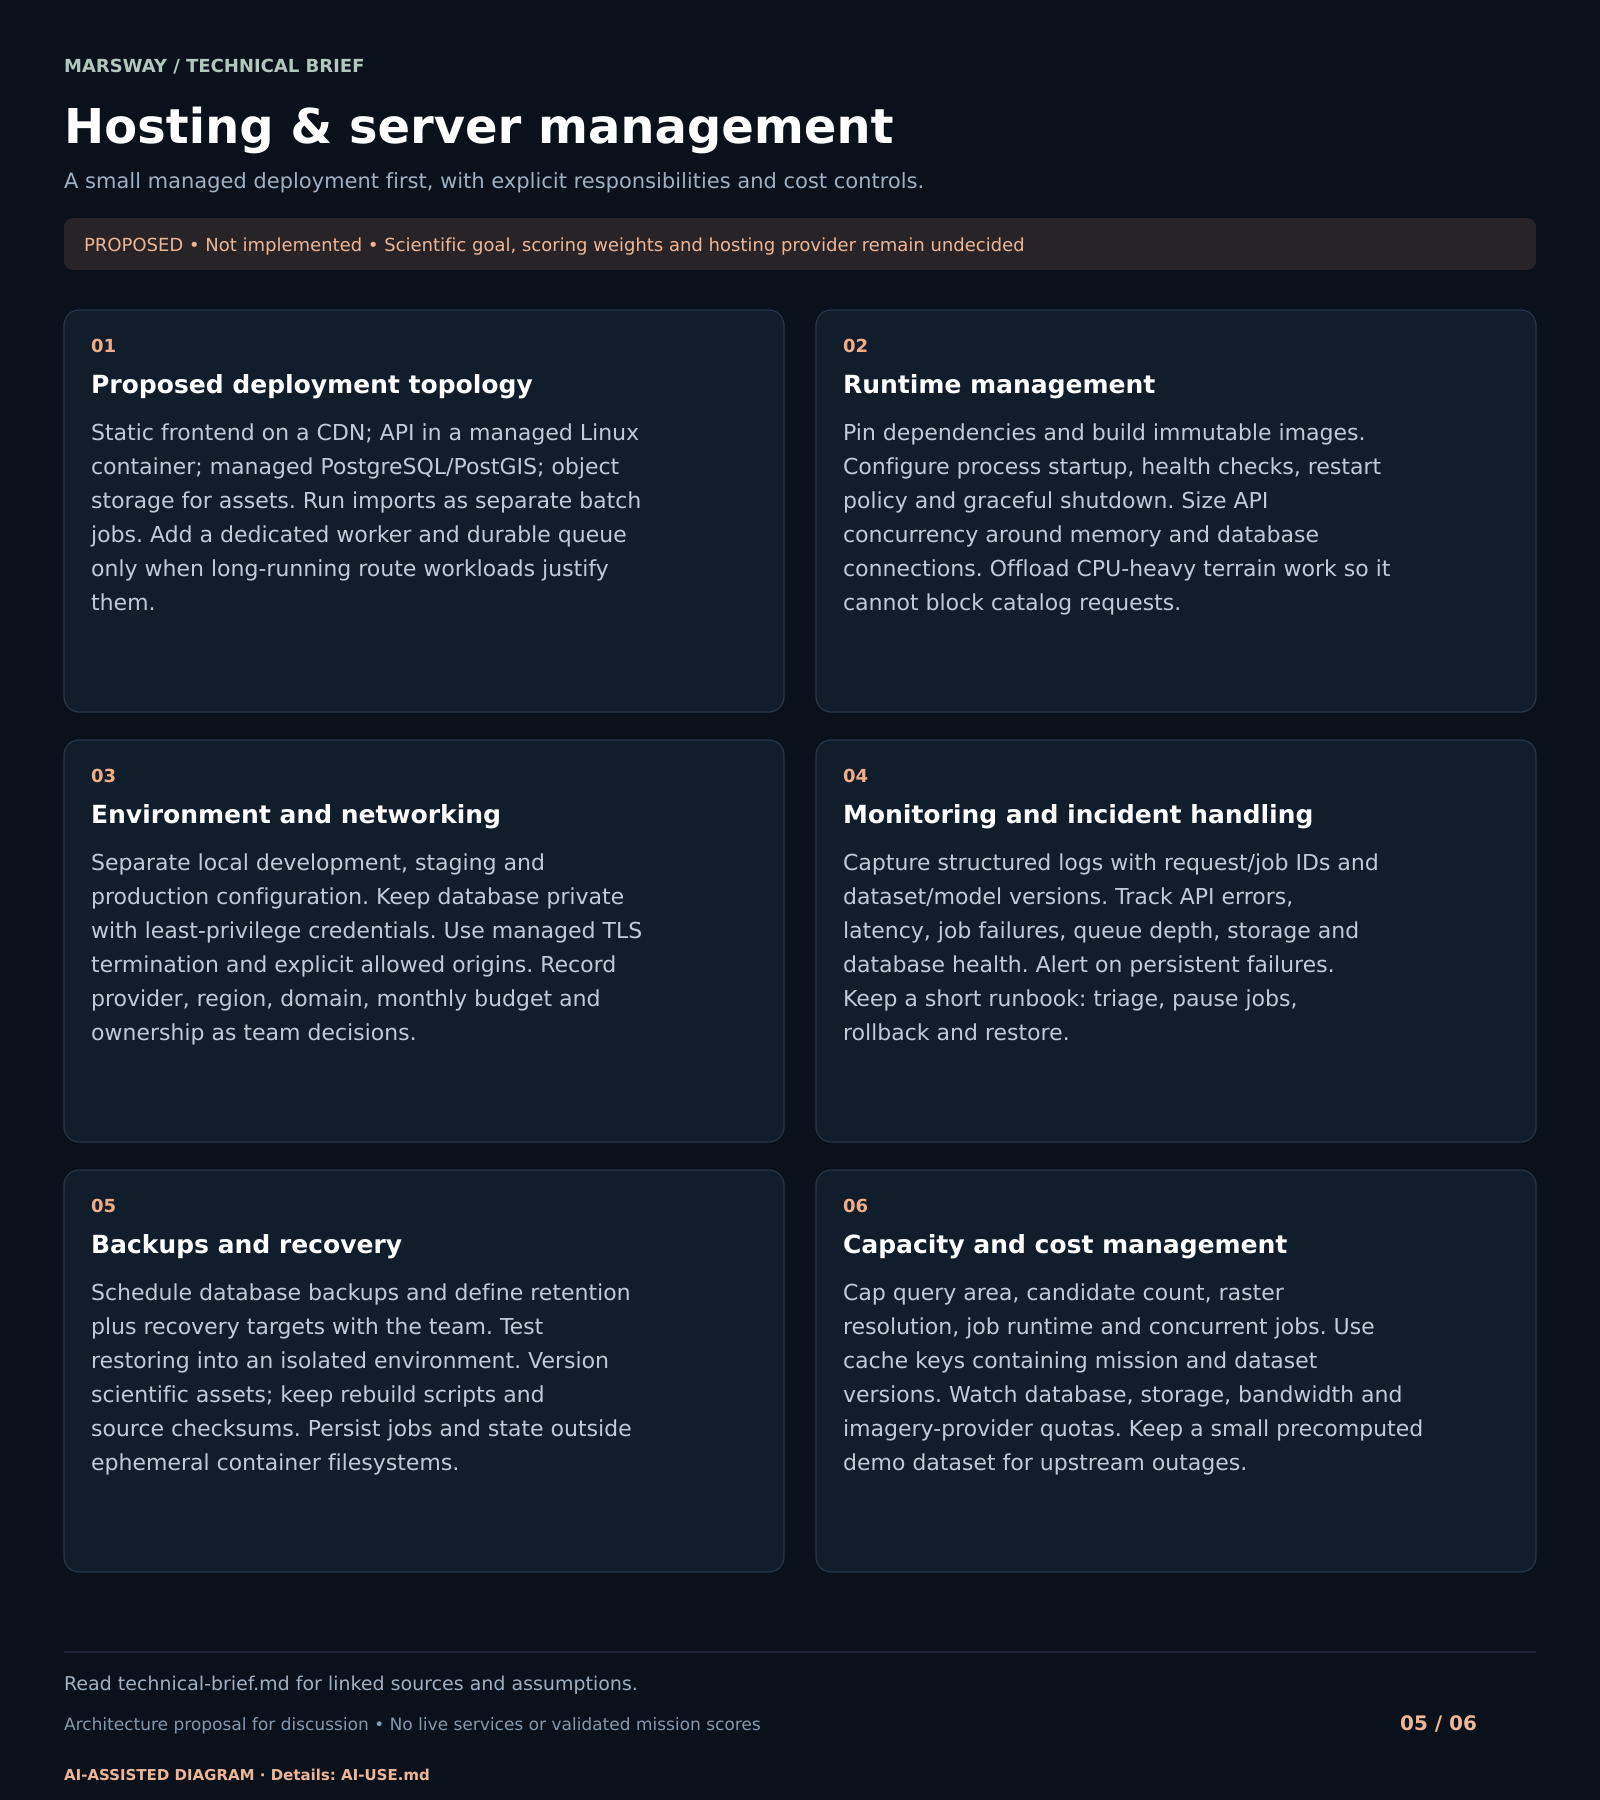 MARSWAY / TECHNICAL BRIEF
Hosting & server management
A small managed deployment first, with explicit responsibilities and cost controls.
PROPOSED • Not implemented • Scientific goal, scoring weights and hosting provider remain undecided
01
Proposed deployment topology
Static frontend on a CDN; API in a managed Linux
container; managed PostgreSQL/PostGIS; object
storage for assets. Run imports as separate batch
jobs. Add a dedicated worker and durable queue
only when long-running route workloads justify
them.
02
Runtime management
Pin dependencies and build immutable images.
Configure process startup, health checks, restart
policy and graceful shutdown. Size API
concurrency around memory and database
connections. Offload CPU-heavy terrain work so it
cannot block catalog requests.
03
Environment and networking
Separate local development, staging and
production configuration. Keep database private
with least-privilege credentials. Use managed TLS
termination and explicit allowed origins. Record
provider, region, domain, monthly budget and
ownership as team decisions.
04
Monitoring and incident handling
Capture structured logs with request/job IDs and
dataset/model versions. Track API errors,
latency, job failures, queue depth, storage and
database health. Alert on persistent failures.
Keep a short runbook: triage, pause jobs,
rollback and restore.
05
Backups and recovery
Schedule database backups and define retention
plus recovery targets with the team. Test
restoring into an isolated environment. Version
scientific assets; keep rebuild scripts and
source checksums. Persist jobs and state outside
ephemeral container filesystems.
06
Capacity and cost management
Cap query area, candidate count, raster
resolution, job runtime and concurrent jobs. Use
cache keys containing mission and dataset
versions. Watch database, storage, bandwidth and
imagery-provider quotas. Keep a small precomputed
demo dataset for upstream outages.
Read technical-brief.md for linked sources and assumptions.
Architecture proposal for discussion • No live services or validated mission scores
05 / 06
AI-ASSISTED DIAGRAM · Details: AI-USE.md